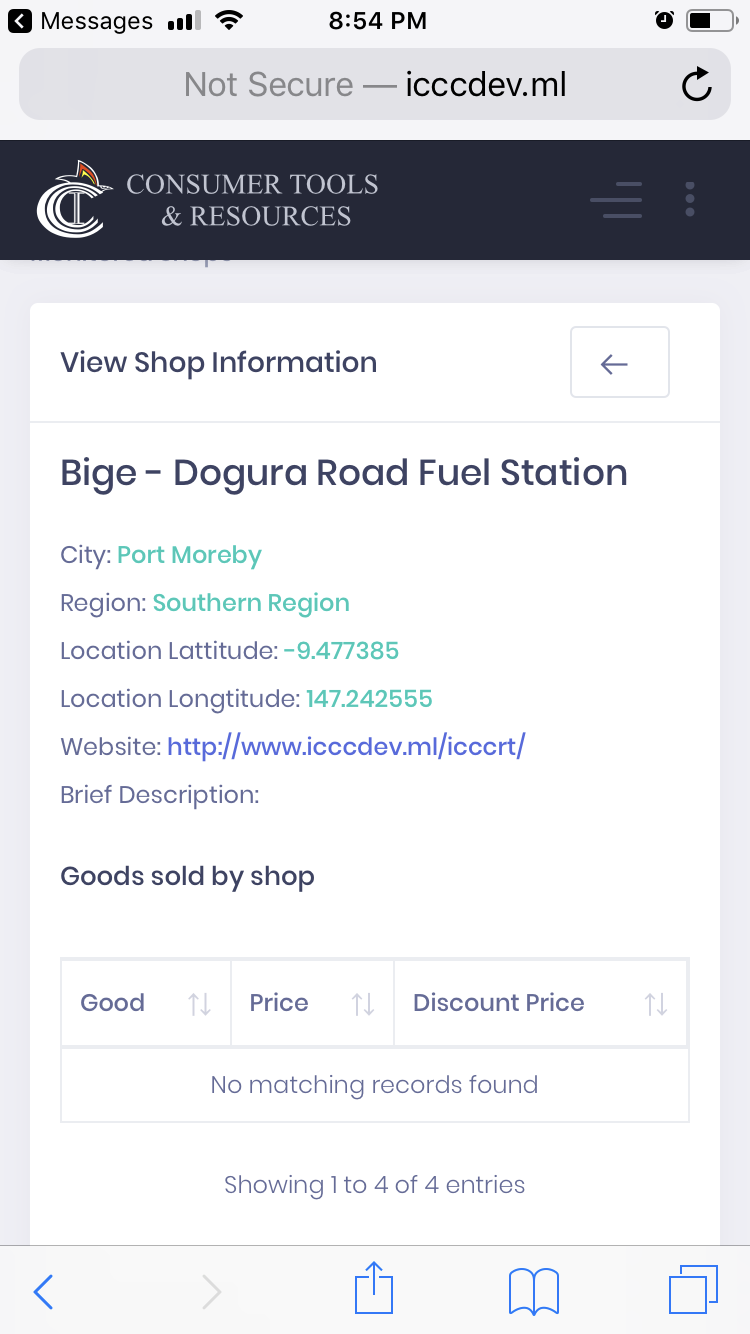 Messages
8:54 PM
Not Secure — icccdev.ml
CONSUMER TOOLS
& RESOURCES
View Shop Information
Bige - Dogura Road Fuel Station
City: Port Moreby
Region: Southern Region
Location Lattitude: -9.477385
Location Longtitude: 147.242555
Website: http://www.icccdev.ml/icccrt/
Brief Description:
Goods sold by shop
Good Price Discount Price
No matching records found
Showing 1 to 4 of 4 entries